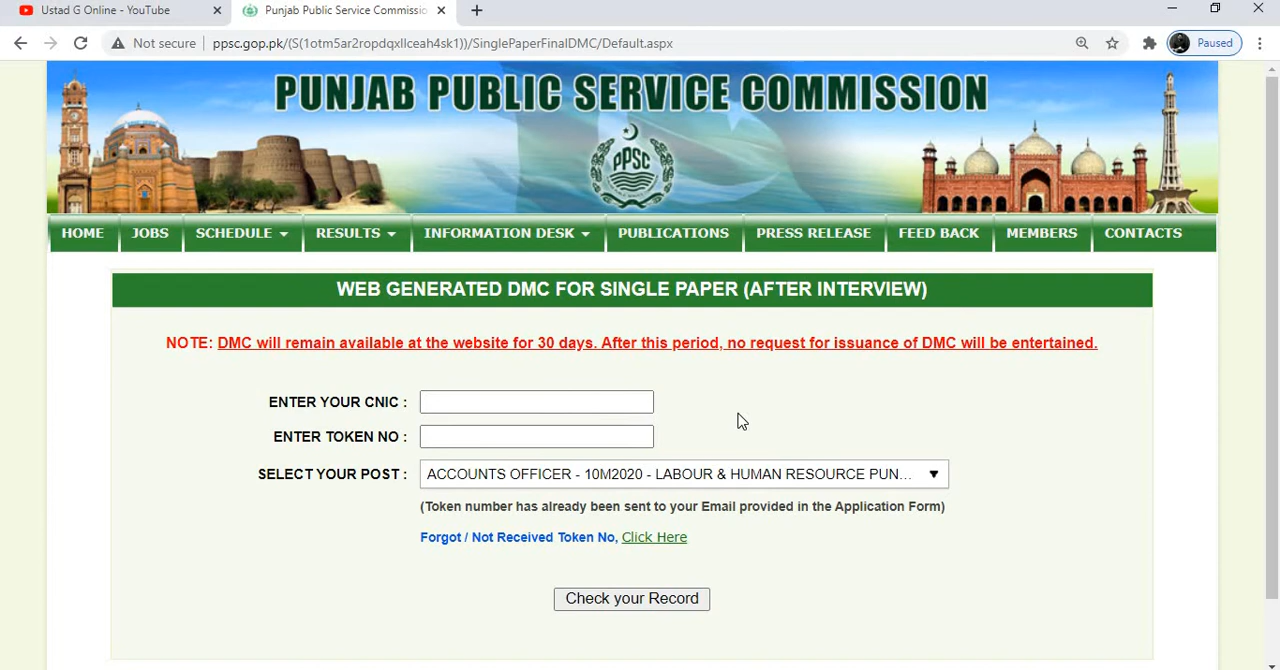 Ustad G Online - YouTube
Punjab Public Service Commissio
Not secure ppsc.gop.pk/(S(1otm5ar2ropdqxllceah4sk1))/SinglePaperFinalDMC/Default.aspx
Paused
PUNJAB PUBLIC SERVICE COMMISSION
PPSC
HOME JOBS SCHEDULE RESULTS INFORMATION DESK PUBLICATIONS PRESS RELEASE FEED BACK MEMBERS CONTACTS
WEB GENERATED DMC FOR SINGLE PAPER (AFTER INTERVIEW)
NOTE: DMC will remain available at the website for 30 days. After this period, no request for issuance of DMC will be entertained.
ENTER YOUR CNIC :
ENTER TOKEN NO :
SELECT YOUR POST : ACCOUNTS OFFICER - 10M2020 - LABOUR & HUMAN RESOURCE PUN...
(Token number has already been sent to your Email provided in the Application Form)
Forgot / Not Received Token No, Click Here
Check your Record